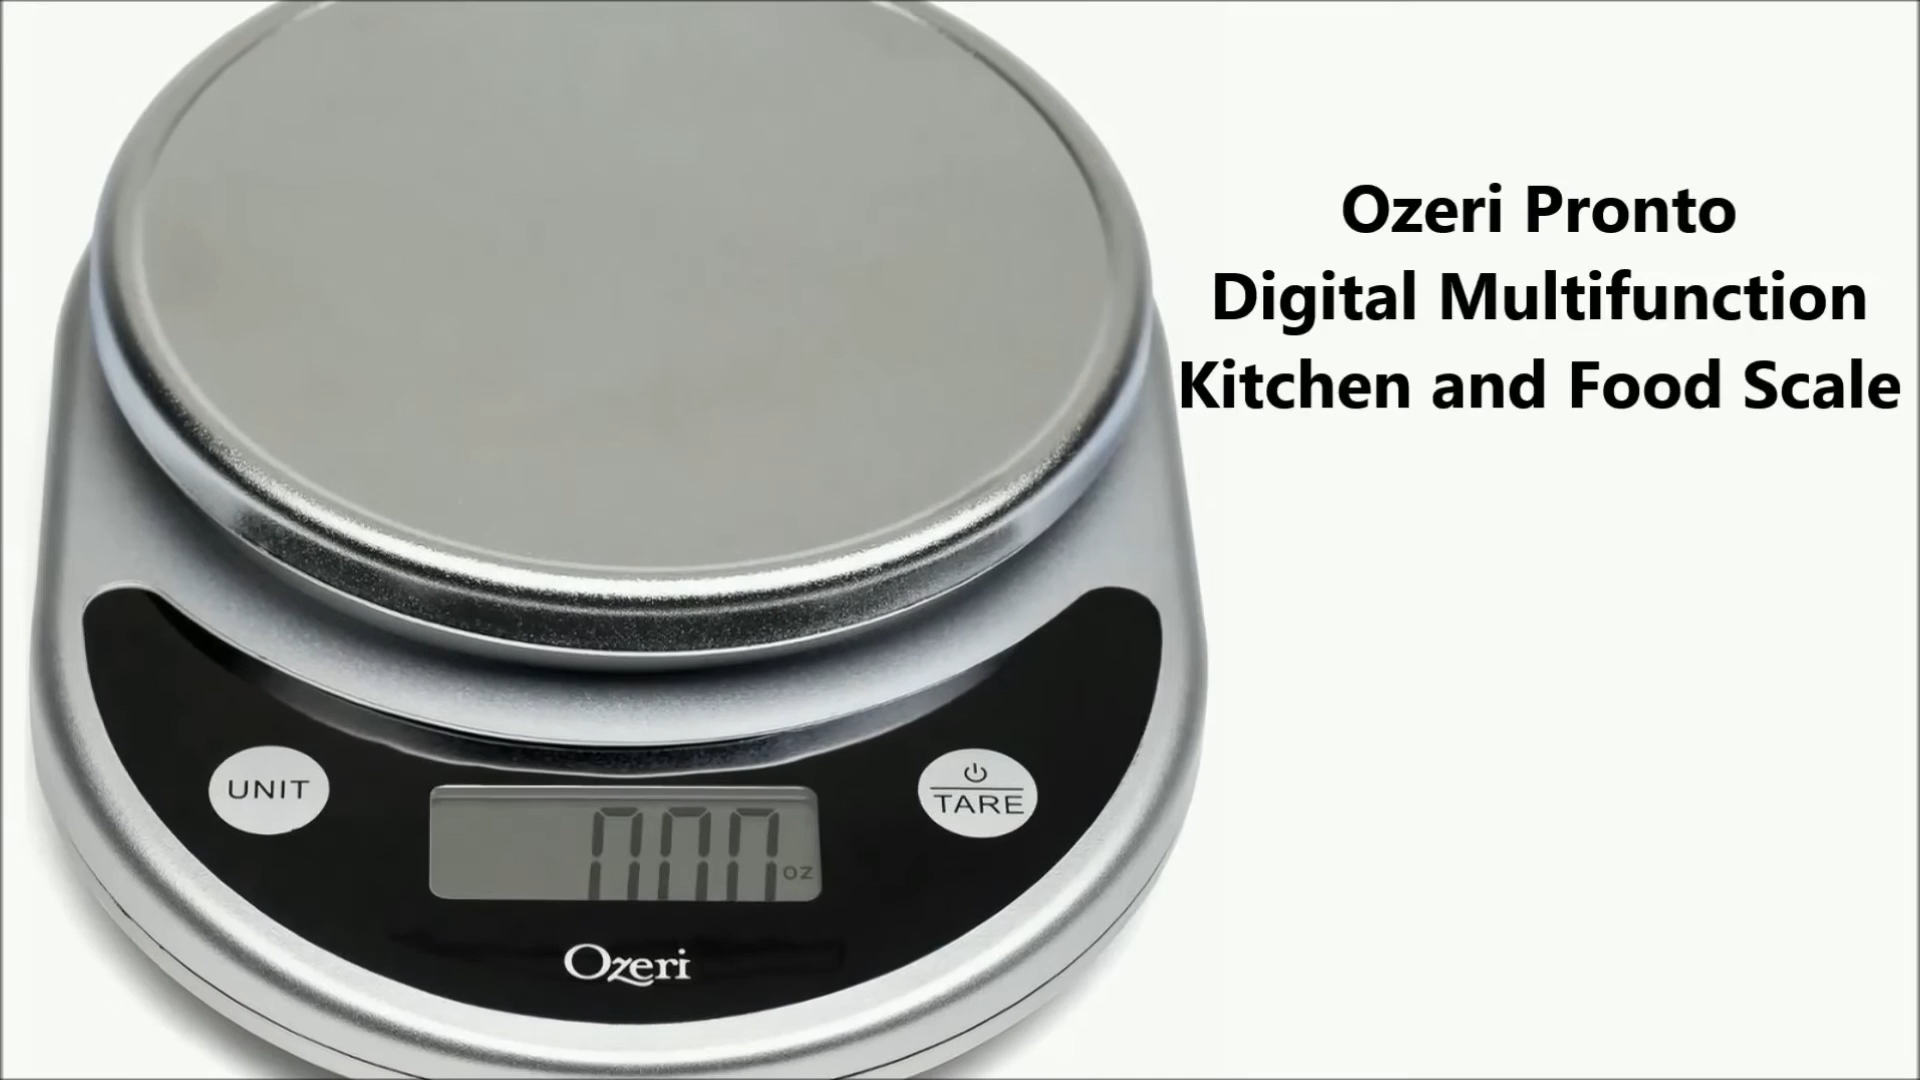 Ozeri Pronto
Digital Multifunction
Kitchen and Food Scale
UNIT
TARE
000 oz
Ozeri